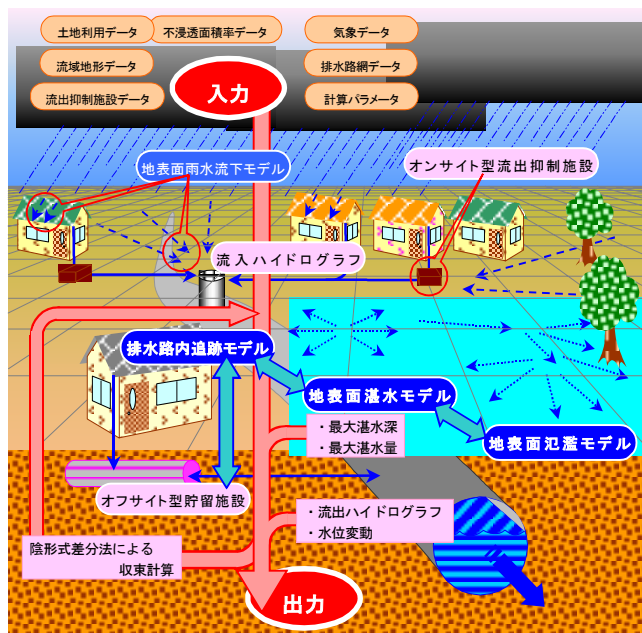 土地利用データ
不浸透面積率データ
気象データ
流域地形データ
排水路網データ
流出抑制施設データ
入力
計算パラメータ
地表面雨水流下モデル
オンサイト型流出抑制施設
流入ハイドログラフ
排水路内追跡モデル
地表面湛水モデル
・最大湛水深
・最大湛水量
地表面氾濫モデル
オフサイト型貯留施設
・流出ハイドログラフ
・水位変動
陰形式差分法による
収束計算
出力